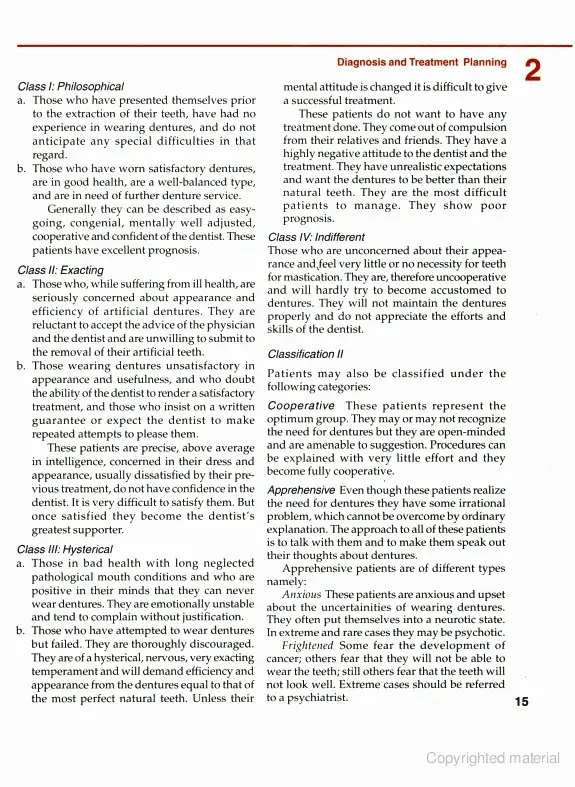 Diagnosis and Treatment Planning
2
Class I: Philosophical
a. Those who have presented themselves prior
to the extraction of their teeth, have had no
experience in wearing dentures, and do not
anticipate any special difficulties in that
regard.
b. Those who have worn satisfactory dentures,
are in good health, are a well-balanced type,
and are in need of further denture service.
Generally they can be described as easy-
going, congenial, mentally well adjusted,
cooperative and confident of the dentist. These
patients have excellent prognosis.
Class II: Exacting
a. Those who, while suffering from ill health, are
seriously concerned about appearance and
efficiency of artificial dentures. They are
reluctant to accept the advice of the physician
and the dentist and are unwilling to submit to
the removal of their artificial teeth.
b. Those wearing dentures unsatisfactory in
appearance and usefulness, and who doubt
the ability of the dentist to render a satisfactory
treatment, and those who insist on a written
guarantee or expect the dentist to make
repeated attempts to please them.
These patients are precise, above average
in intelligence, concerned in their dress and
appearance, usually dissatisfied by their pre-
vious treatment, do not have confidence in the
dentist. It is very difficult to satisfy them. But
once satisfied they become the dentist's
greatest supporter.
Class III: Hysterical
a. Those in bad health with long neglected
pathological mouth conditions and who are
positive in their minds that they can never
wear dentures. They are emotionally unstable
and tend to complain without justification.
b. Those who have attempted to wear dentures
but failed. They are thoroughly discouraged.
They are of a hysterical, nervous, very exacting
temperament and will demand efficiency and
appearance from the dentures equal to that of
the most perfect natural teeth. Unless their
mental attitude is changed it is difficult to give
a successful treatment.
These patients do not want to have any
treatment done. They come out of compulsion
from their relatives and friends. They have a
highly negative attitude to the dentist and the
treatment. They have unrealistic expectations
and want the dentures to be better than their
natural teeth. They are the most difficult
patients to manage. They show poor
prognosis.
Class IV: Indifferent
Those who are unconcerned about their appea-
rance and feel very little or no necessity for teeth
for mastication. They are, therefore uncooperative
and will hardly try to become accustomed to
dentures. They will not maintain the dentures
properly and do not appreciate the efforts and
skills of the dentist.
Classification II
Patients may also be classified under the
following categories:
Cooperative These patients represent the
optimum group. They may or may not recognize
the need for dentures but they are open-minded
and are amenable to suggestion. Procedures can
be explained with very little effort and they
become fully cooperative.
Apprehensive Even though these patients realize
the need for dentures they have some irrational
problem, which cannot be overcome by ordinary
explanation. The approach to all of these patients
is to talk with them and to make them speak out
their thoughts about dentures.
Apprehensive patients are of different types
namely:
Anxious These patients are anxious and upset
about the uncertainities of wearing dentures.
They often put themselves into a neurotic state.
In extreme and rare cases they may be psychotic.
Frightened Some fear the development of
cancer; others fear that they will not be able to
wear the teeth; still others fear that the teeth will
not look well. Extreme cases should be referred
to a psychiatrist.
15
Copyrighted material